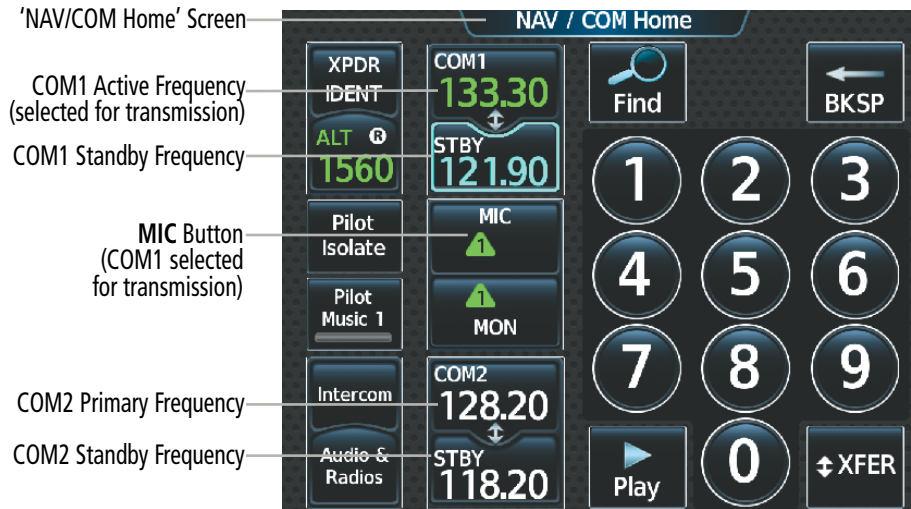 'NAV/COM Home' Screen
COM1 Active Frequency
(selected for transmission)
COM1 Standby Frequency
MIC Button
(COM1 selected
for transmission)
COM2 Primary Frequency
COM2 Standby Frequency
NAV / COM Home
XPDR
IDENT
ALT R
1560
Pilot
Isolate
Pilot
Music 1
Intercom
Audio &
Radios
COM1
133.30
STBY
121.90
MIC
1
1
MON
COM2
128.20
STBY
118.20
Find
BKSP
1 2 3
4 5 6
7 8 9
Play
0
XFER